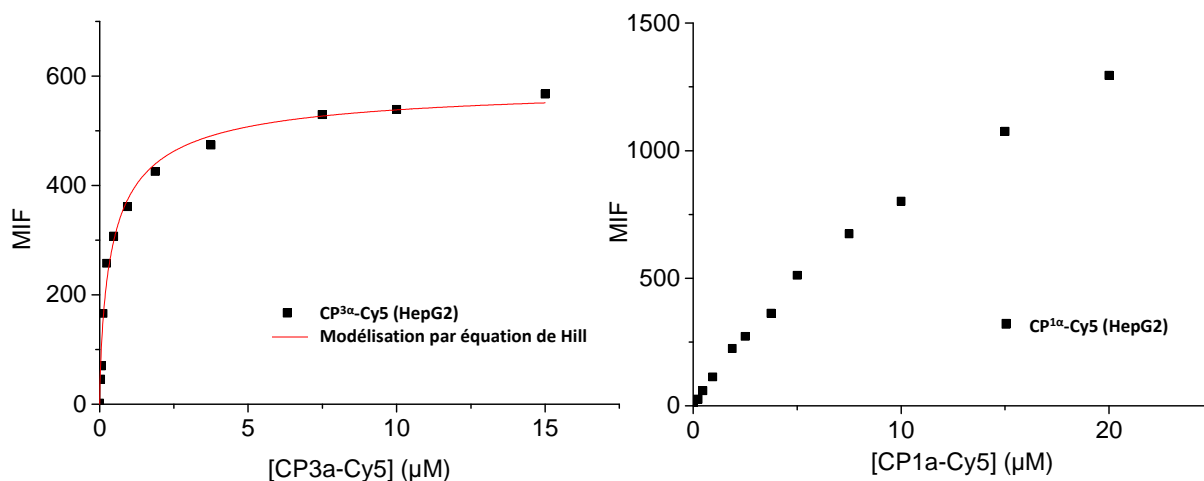 600
400
200
0
MIF
CP³ᵅ-Cy5 (HepG2)
Modélisation par équation de Hill
0 5 10 15
[CP3a-Cy5] (µM)
1500
1000
500
0
MIF
CP¹ᵅ-Cy5 (HepG2)
0 10 20
[CP1a-Cy5] (µM)